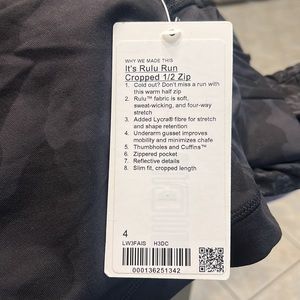 WHY WE MADE THIS
It's Rulu Run
Cropped 1/2 Zip
1. Cold out? Don't miss a run with
this warm half zip
2. Rulu™ fabric is soft,
sweat-wicking, and four-way
stretch
3. Added Lycra® fibre for stretch
and shape retention
4. Underarm gusset improves
mobility and minimizes chafe
5. Thumbholes and Cuffins™
6. Zippered pocket
7. Reflective details
8. Slim fit, cropped length
4
LW3FAIS H3DC
000136251342